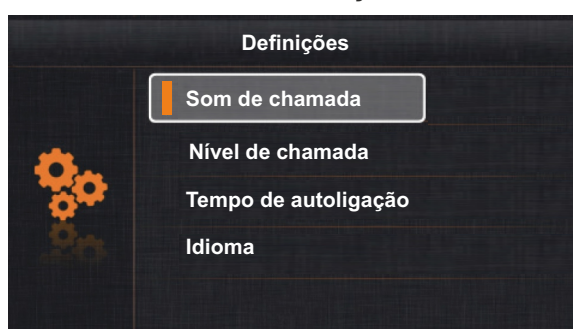 Definições
Som de chamada
Nível de chamada
Tempo de autoligação
Idioma